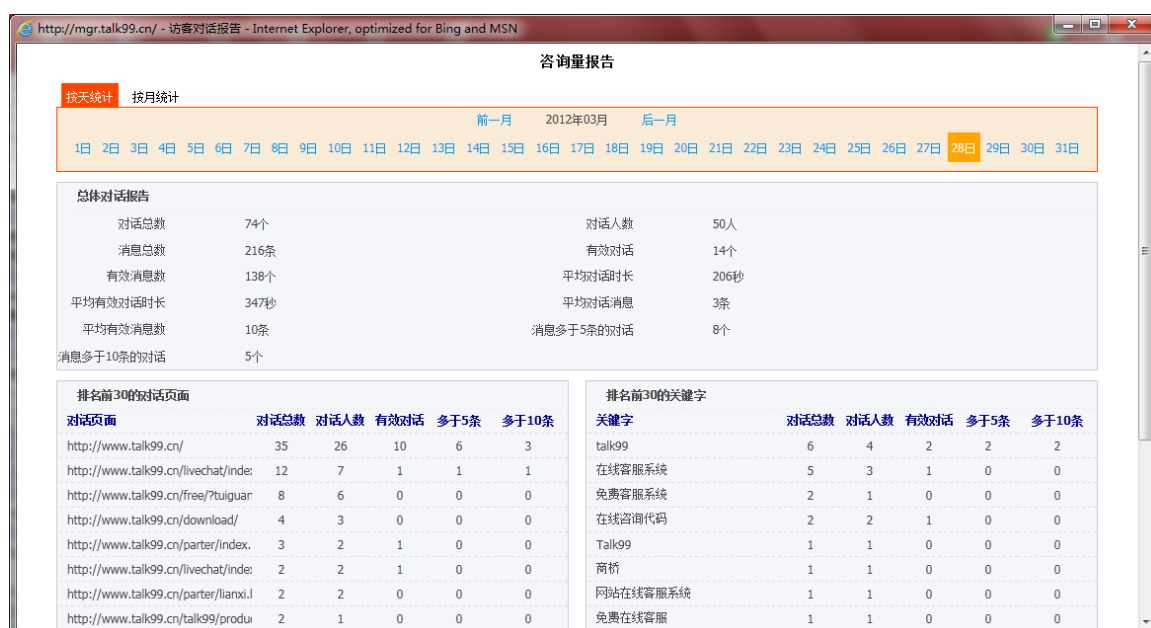 http://mgr.talk99.cn/ - 访客对话报告 - Internet Explorer, optimized for Bing and MSN
咨询量报告
按天统计 按月统计
前一月 2012年03月 后一月
1日 2日 3日 4日 5日 6日 7日 8日 9日 10日 11日 12日 13日 14日 15日 16日 17日 18日 19日 20日 21日 22日 23日 24日 25日 26日 27日 28日 29日 30日 31日
总体对话报告
对话总数 74个 对话人数 50人
消息总数 216条 有效对话 14个
有效消息数 138个 平均对话时长 206秒
平均有效对话时长 347秒 平均对话消息 3条
平均有效消息数 10条 消息多于5条的对话 8个
消息多于10条的对话 5个
排名前30的对话页面 排名前30的关键字
对话页面 对话总数 对话人数 有效对话 多于5条 多于10条 关键字 对话总数 对话人数 有效对话 多于5条 多于10条
http://www.talk99.cn/ 35 26 10 6 3 talk99 6 4 2 2 2
http://www.talk99.cn/livechat/inde 12 7 1 1 1 在线客服系统 5 3 1 0 0
http://www.talk99.cn/free/?tuiguar 8 6 0 0 0 免费客服系统 2 1 0 0 0
http://www.talk99.cn/download/ 4 3 0 0 0 在线咨询代码 2 2 1 0 0
http://www.talk99.cn/parter/index. 3 2 1 0 0 Talk99 1 1 0 0 0
http://www.talk99.cn/livechat/inde 2 2 1 0 0 商桥 1 1 0 0 0
http://www.talk99.cn/parter/lianxi.l 2 2 0 0 0 网站在线客服系统 1 1 0 0 0
http://www.talk99.cn/talk99/produ 2 1 0 0 0 免费在线客服 1 1 0 0 0